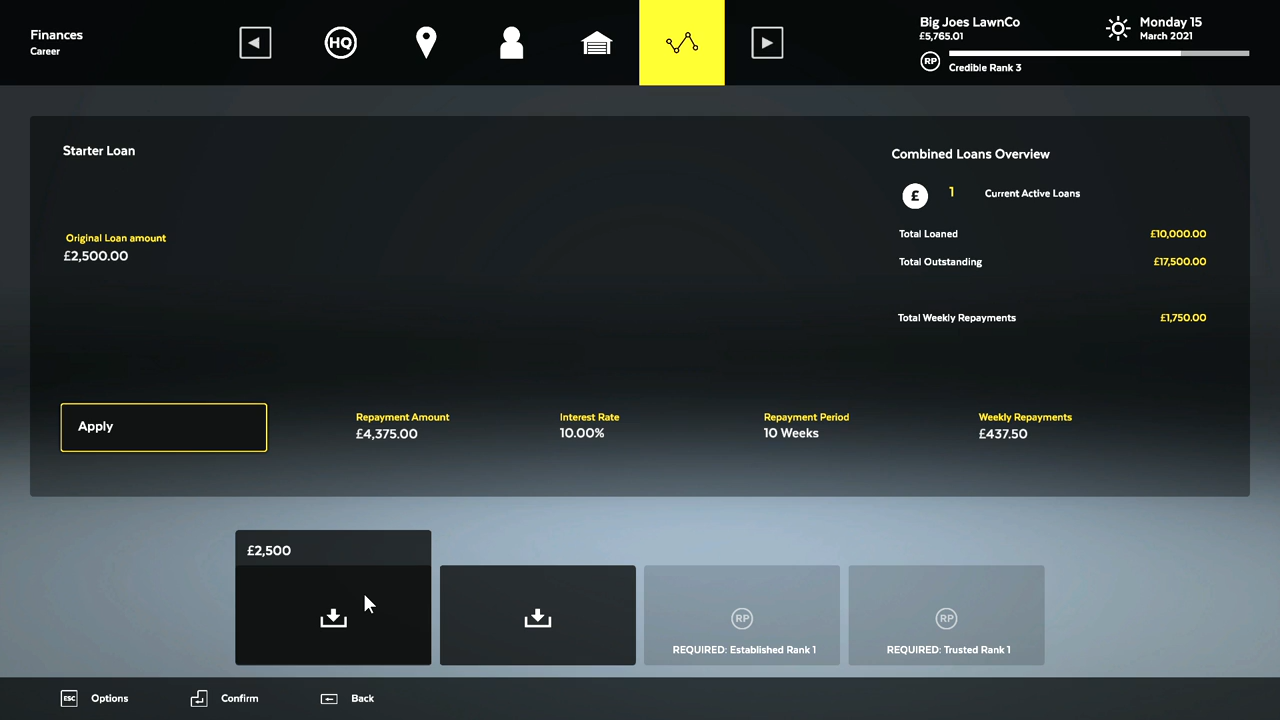 Finances
Career
HQ
Big Joes LawnCo
£5,765.01
Monday 15
March 2021
RP
Credible Rank 3
Starter Loan
Original Loan amount
£2,500.00
Combined Loans Overview
£ 1 Current Active Loans
Total Loaned £10,000.00
Total Outstanding £17,500.00
Total Weekly Repayments £1,750.00
Apply
Repayment Amount
£4,375.00
Interest Rate
10.00%
Repayment Period
10 Weeks
Weekly Repayments
£437.50
£2,500
RP
REQUIRED: Established Rank 1
RP
REQUIRED: Trusted Rank 1
ESC Options
Confirm
Back